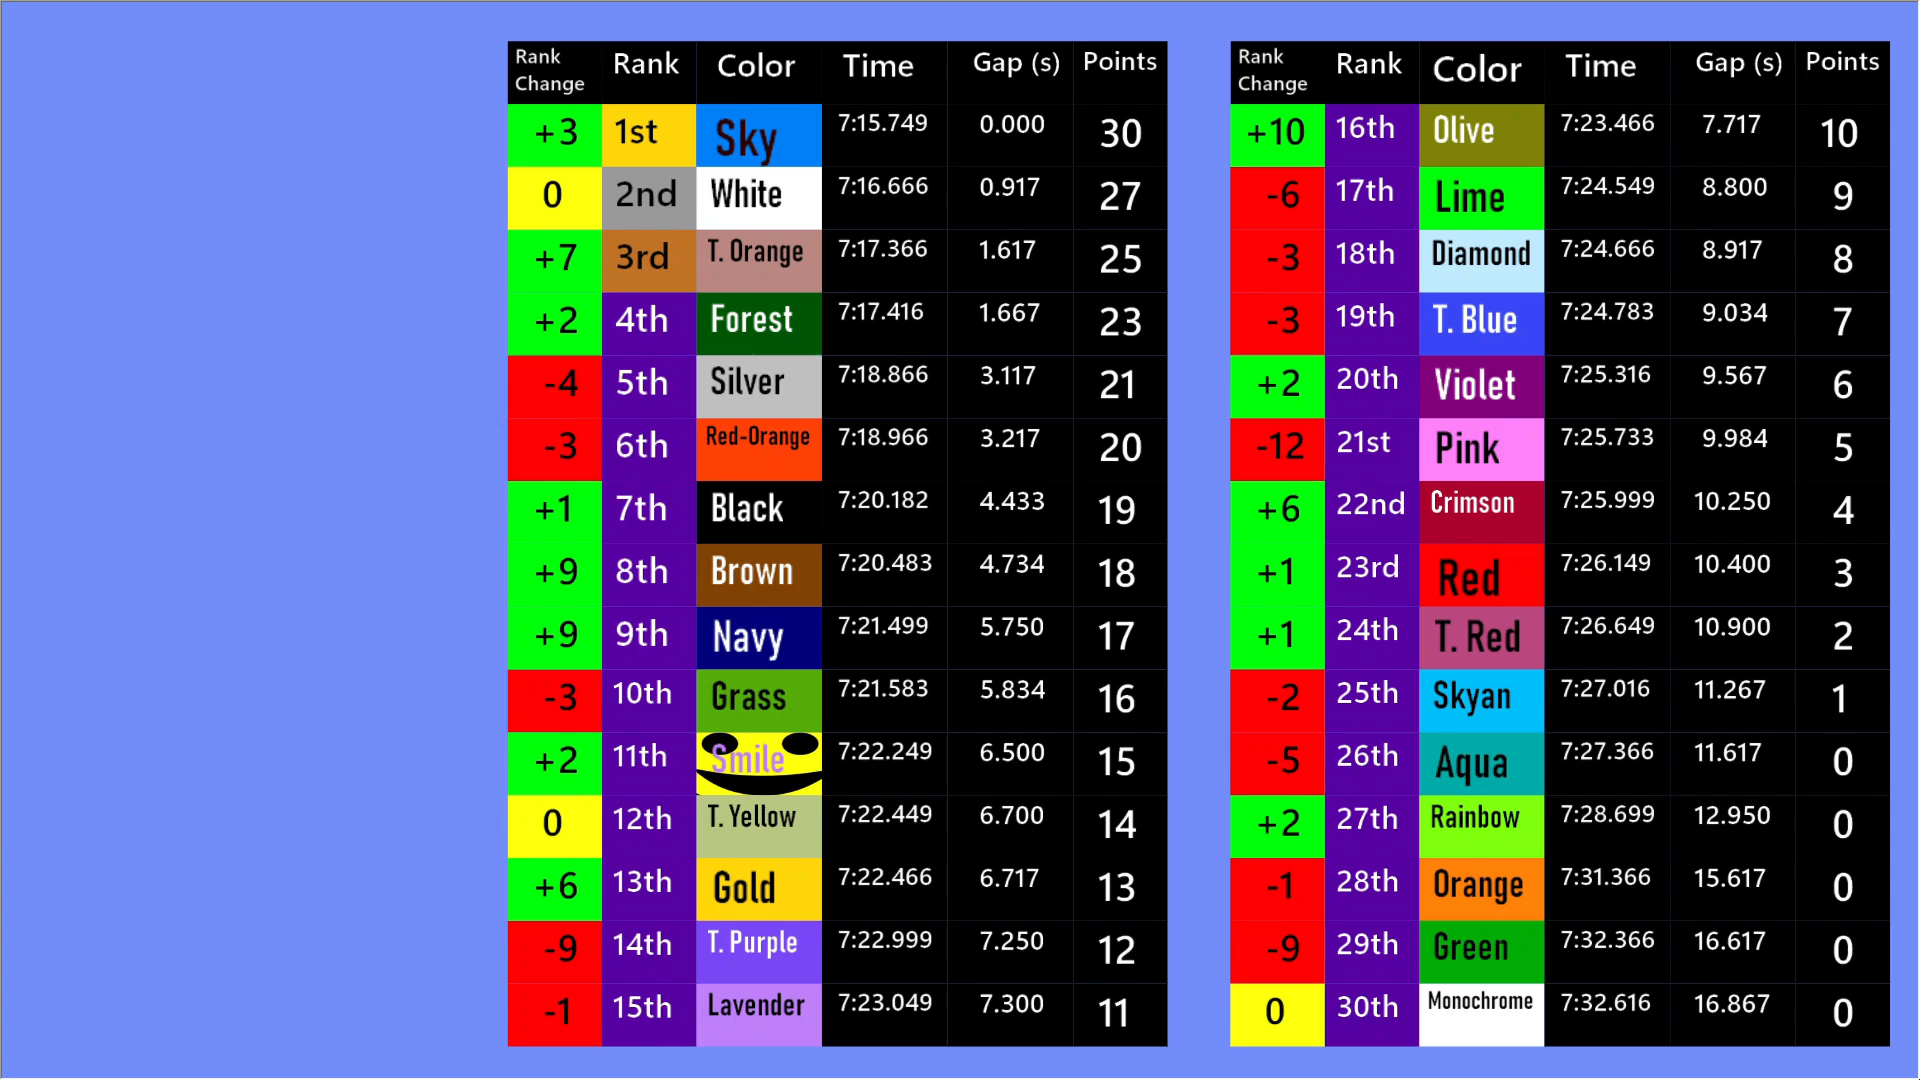 Rank Change Rank Color Time Gap (s) Points
+3 1st Sky 7:15.749 0.000 30
0 2nd White 7:16.666 0.917 27
+7 3rd T. Orange 7:17.366 1.617 25
+2 4th Forest 7:17.416 1.667 23
-4 5th Silver 7:18.866 3.117 21
-3 6th Red-Orange 7:18.966 3.217 20
+1 7th Black 7:20.182 4.433 19
+9 8th Brown 7:20.483 4.734 18
+9 9th Navy 7:21.499 5.750 17
-3 10th Grass 7:21.583 5.834 16
+2 11th Smile 7:22.249 6.500 15
0 12th T. Yellow 7:22.449 6.700 14
+6 13th Gold 7:22.466 6.717 13
-9 14th T. Purple 7:22.999 7.250 12
-1 15th Lavender 7:23.049 7.300 11
Rank Change Rank Color Time Gap (s) Points
+10 16th Olive 7:23.466 7.717 10
-6 17th Lime 7:24.549 8.800 9
-3 18th Diamond 7:24.666 8.917 8
-3 19th T. Blue 7:24.783 9.034 7
+2 20th Violet 7:25.316 9.567 6
-12 21st Pink 7:25.733 9.984 5
+6 22nd Crimson 7:25.999 10.250 4
+1 23rd Red 7:26.149 10.400 3
+1 24th T. Red 7:26.649 10.900 2
-2 25th Skyan 7:27.016 11.267 1
-5 26th Aqua 7:27.366 11.617 0
+2 27th Rainbow 7:28.699 12.950 0
-1 28th Orange 7:31.366 15.617 0
-9 29th Green 7:32.366 16.617 0
0 30th Monochrome 7:32.616 16.867 0